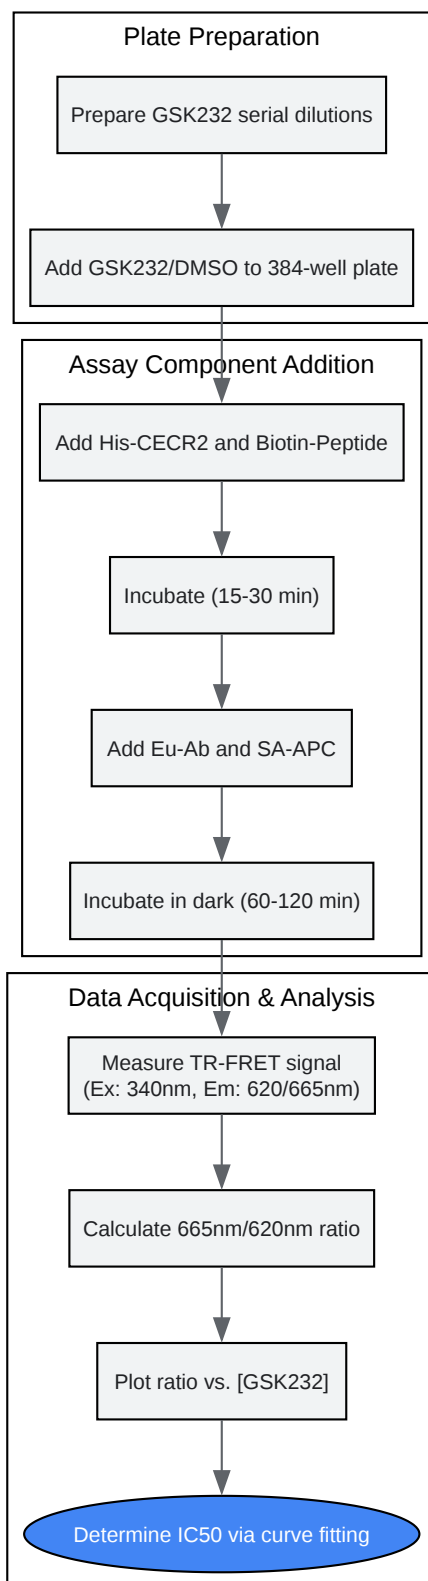 Plate Preparation
Prepare GSK232 serial dilutions
Add GSK232/DMSO to 384-well plate
Assay Component Addition
Add His-CECR2 and Biotin-Peptide
Incubate (15-30 min)
Add Eu-Ab and SA-APC
Incubate in dark (60-120 min)
Data Acquisition & Analysis
Measure TR-FRET signal
(Ex: 340nm, Em: 620/665nm)
Calculate 665nm/620nm ratio
Plot ratio vs. [GSK232]
Determine IC50 via curve fitting